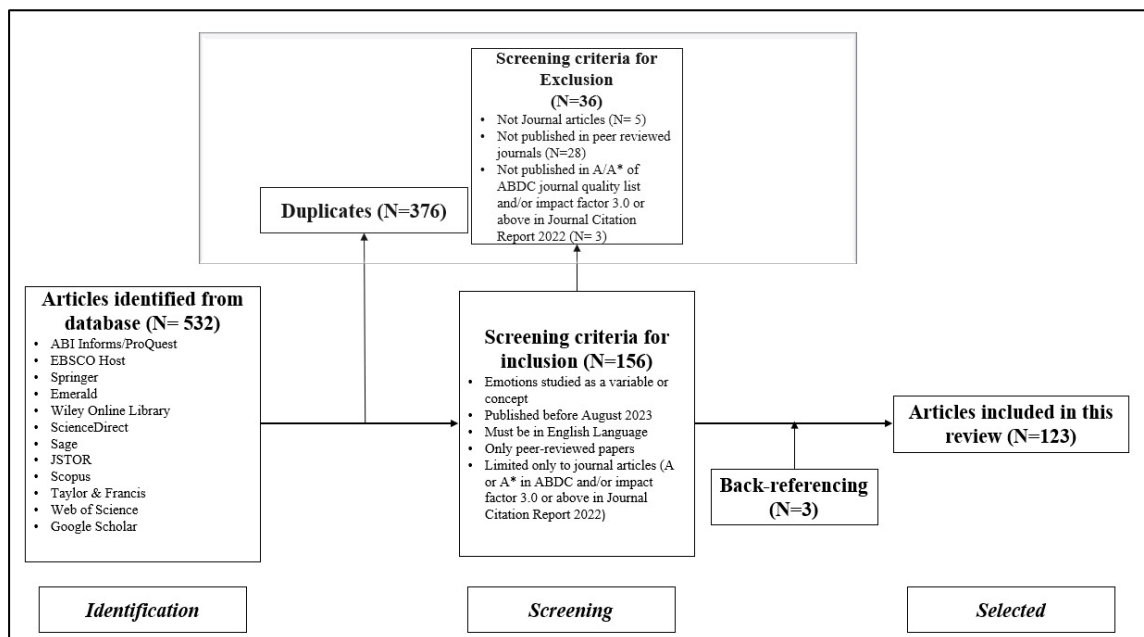 Screening criteria for
Exclusion
(N=36)
• Not Journal articles (N= 5)
• Not published in peer reviewed
journals (N=28)
• Not published in A/A* of
ABDC journal quality list
and/or impact factor 3.0 or
above in Journal Citation
Report 2022 (N= 3)
Duplicates (N=376)
Articles identified from
database (N= 532)
• ABI Informs/ProQuest
• EBSCO Host
• Springer
• Emerald
• Wiley Online Library
• ScienceDirect
• Sage
• JSTOR
• Scopus
• Taylor & Francis
• Web of Science
• Google Scholar
Screening criteria for
inclusion (N=156)
• Emotions studied as a variable or
concept
• Published before August 2023
• Must be in English Language
• Only peer-reviewed papers
• Limited only to journal articles (A
or A* in ABDC and/or impact
factor 3.0 or above in Journal
Citation Report 2022)
Back-referencing
(N=3)
Articles included in this
review (N=123)
Identification
Screening
Selected